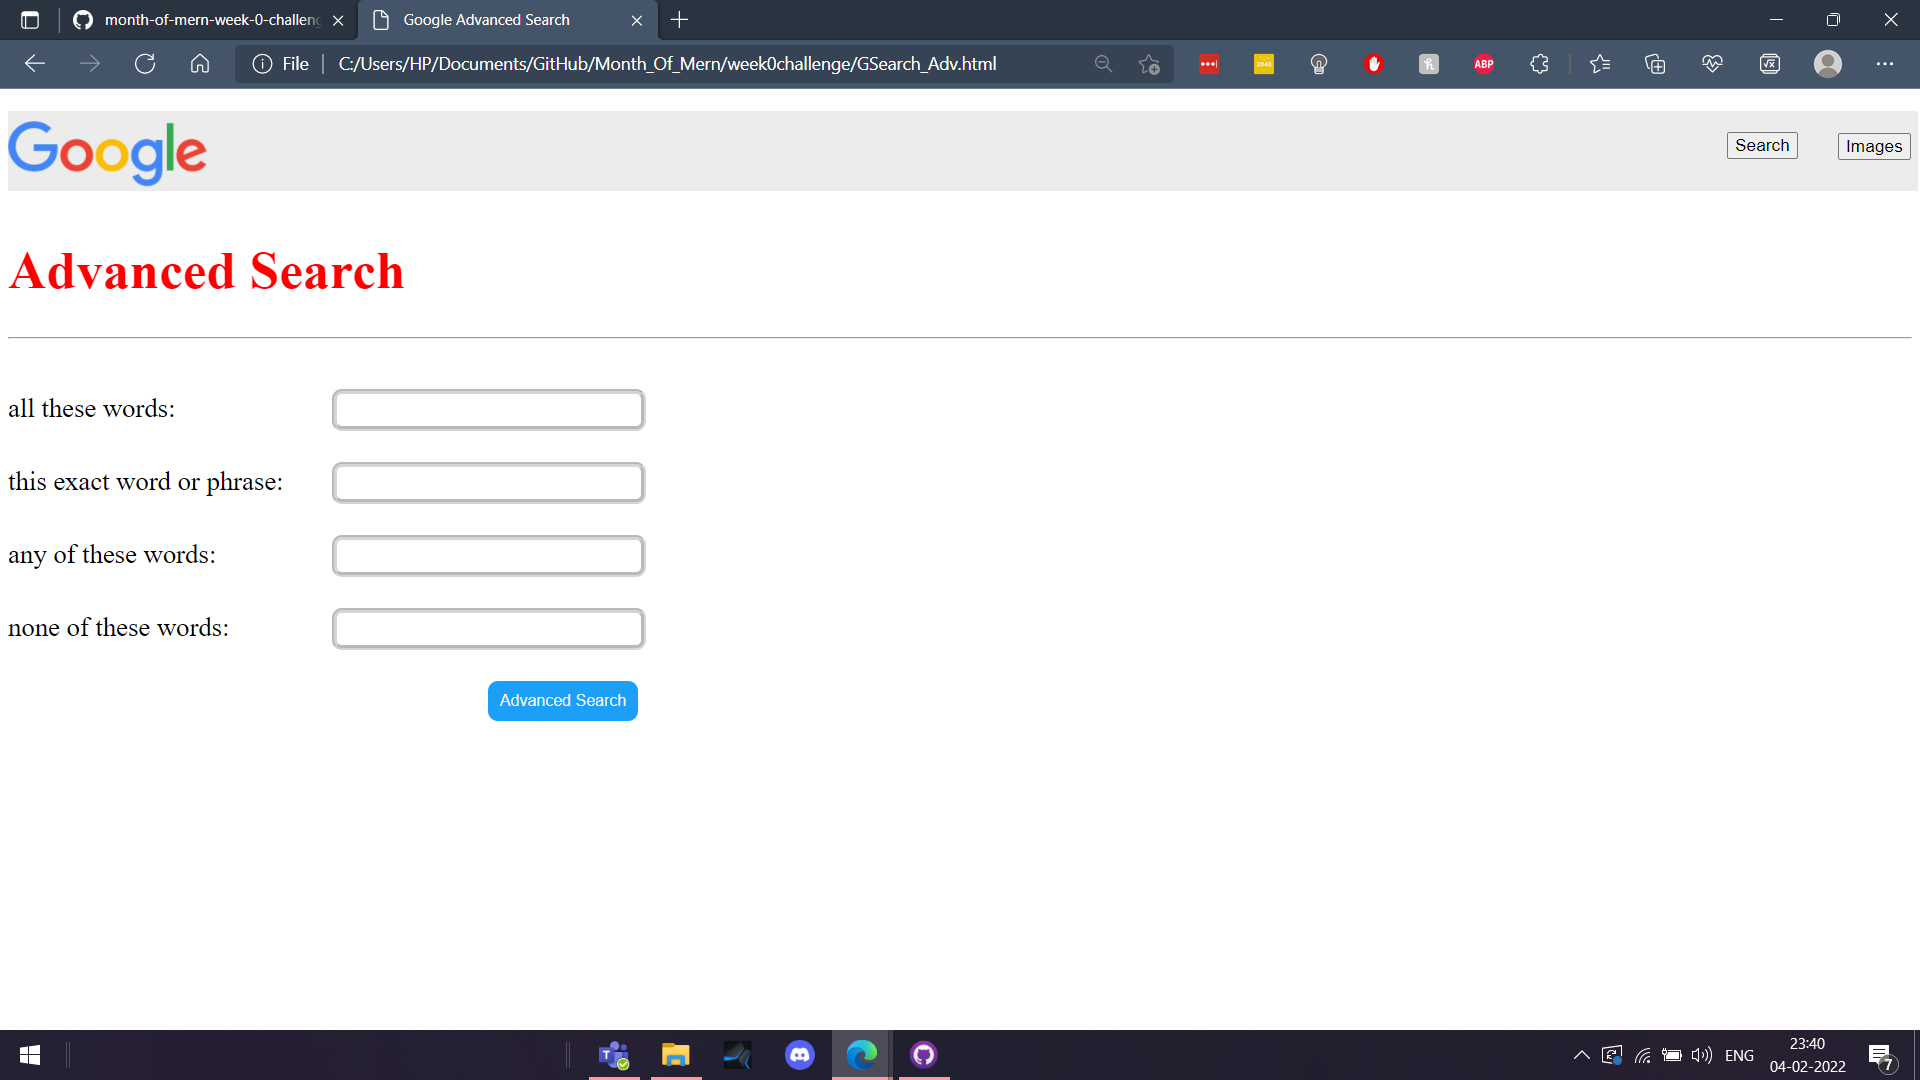 month-of-mern-week-0-challeng
Google Advanced Search
File
C:/Users/HP/Documents/GitHub/Month_Of_Mern/week0challenge/GSearch_Adv.html
2048
ABP
Google
Search
Images
Advanced Search
all these words:
this exact word or phrase:
any of these words:
none of these words:
Advanced Search
ENG
23:40
04-02-2022
7